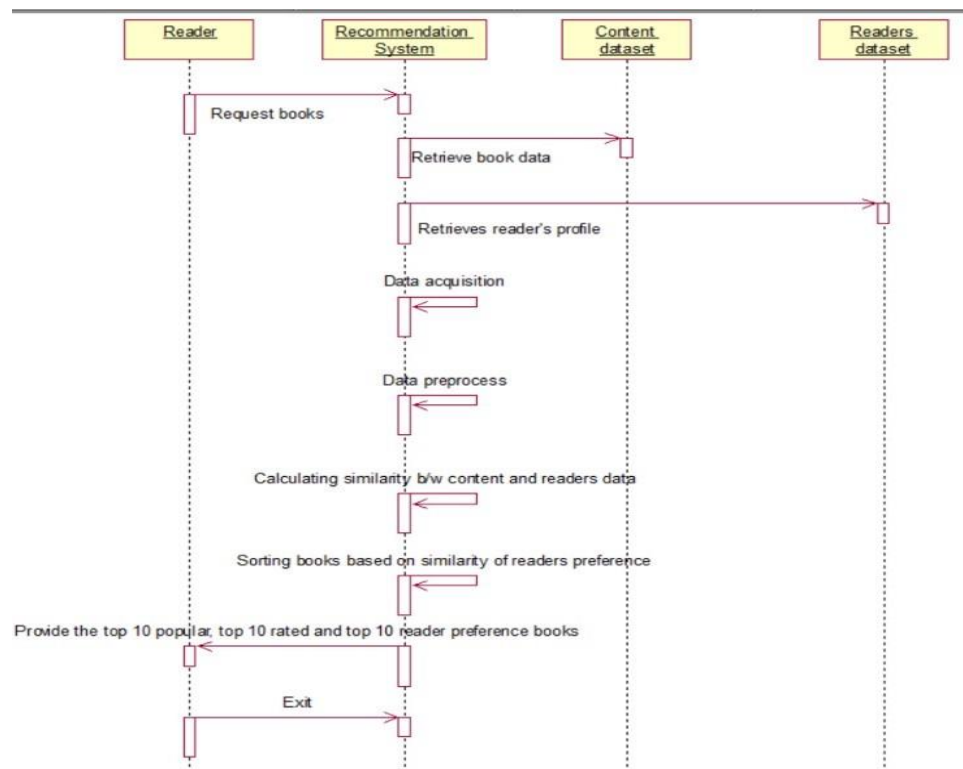 Reader
Recommendation
System
Content
dataset
Readers
dataset
Request books
Retrieve book data
Retrieves reader's profile
Data acquisition
Data preprocess
Calculating similarity b/w content and readers data
Sorting books based on similarity of readers preference
Provide the top 10 popular, top 10 rated and top 10 reader preference books
Exit